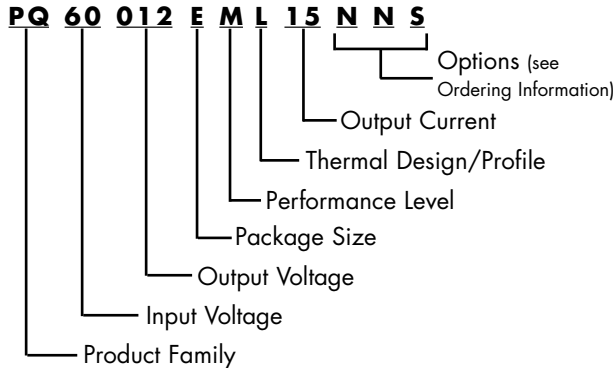 PQ 60 012 E M L 15 N N S
Options (see
Ordering Information)
Output Current
Thermal Design/Profile
Performance Level
Package Size
Output Voltage
Input Voltage
Product Family